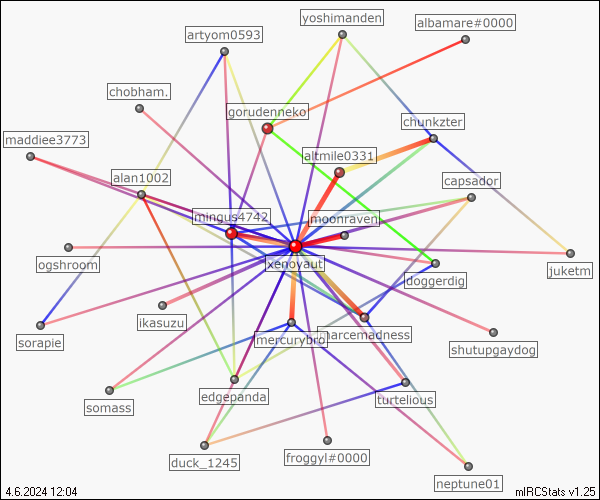 yoshimanden
albamare#0000
artyom0593
chobham.
gorudenneko
chunkzter
maddiee3773
altmile0331
alan1002
capsador
mingus4742
moonraven
ogshroom
xenoyaut
juketm
doggerdig
ikasuzu
sorapie
mercurybro
narcemadness
shutupgaydog
edgepanda
turtelious
somass
duck_1245
froggyl#0000
neptune01
4.6.2024 12:04
mIRCStats v1.25